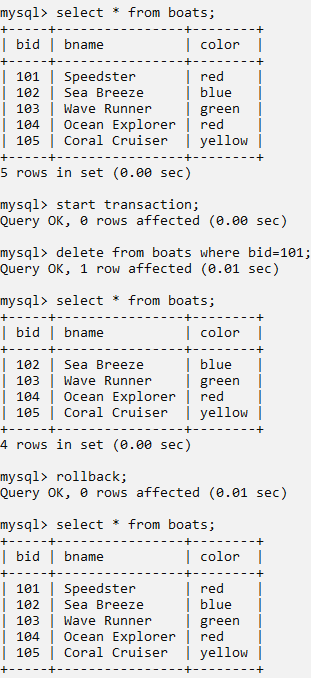 mysql> select * from boats;
+-----+----------------+--------+
| bid | bname          | color  |
+-----+----------------+--------+
| 101 | Speedster      | red    |
| 102 | Sea Breeze     | blue   |
| 103 | Wave Runner    | green  |
| 104 | Ocean Explorer | red    |
| 105 | Coral Cruiser  | yellow |
+-----+----------------+--------+
5 rows in set (0.00 sec)
mysql> start transaction;
Query OK, 0 rows affected (0.00 sec)
mysql> delete from boats where bid=101;
Query OK, 1 row affected (0.01 sec)
mysql> select * from boats;
+-----+----------------+--------+
| bid | bname          | color  |
+-----+----------------+--------+
| 102 | Sea Breeze     | blue   |
| 103 | Wave Runner    | green  |
| 104 | Ocean Explorer | red    |
| 105 | Coral Cruiser  | yellow |
+-----+----------------+--------+
4 rows in set (0.00 sec)
mysql> rollback;
Query OK, 0 rows affected (0.01 sec)
mysql> select * from boats;
+-----+----------------+--------+
| bid | bname          | color  |
+-----+----------------+--------+
| 101 | Speedster      | red    |
| 102 | Sea Breeze     | blue   |
| 103 | Wave Runner    | green  |
| 104 | Ocean Explorer | red    |
| 105 | Coral Cruiser  | yellow |
+-----+----------------+--------+